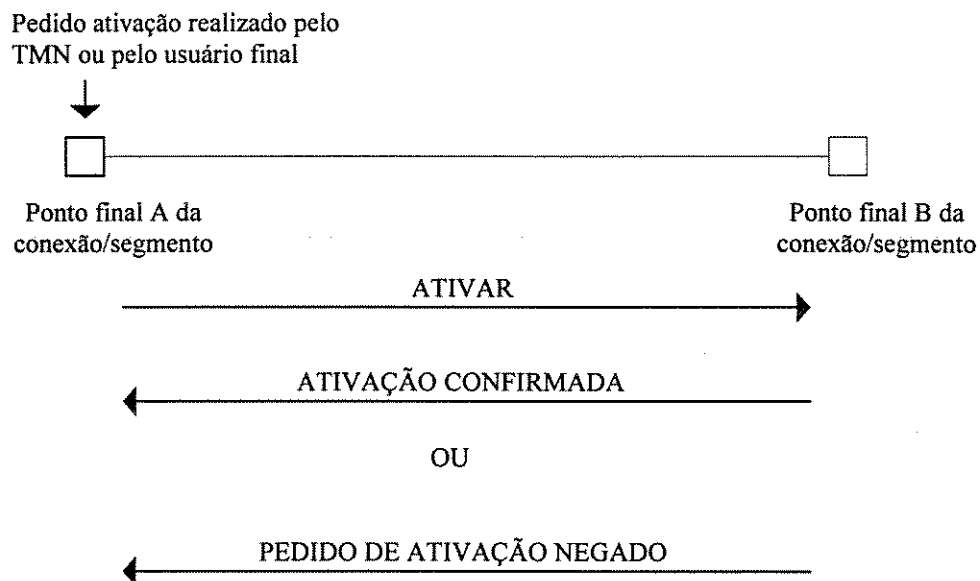 Pedido ativação realizado pelo
TMN ou pelo usuário final
Ponto final A da
conexão/segmento
Ponto final B da
conexão/segmento
ATIVAR
ATIVAÇÃO CONFIRMADA
OU
PEDIDO DE ATIVAÇÃO NEGADO